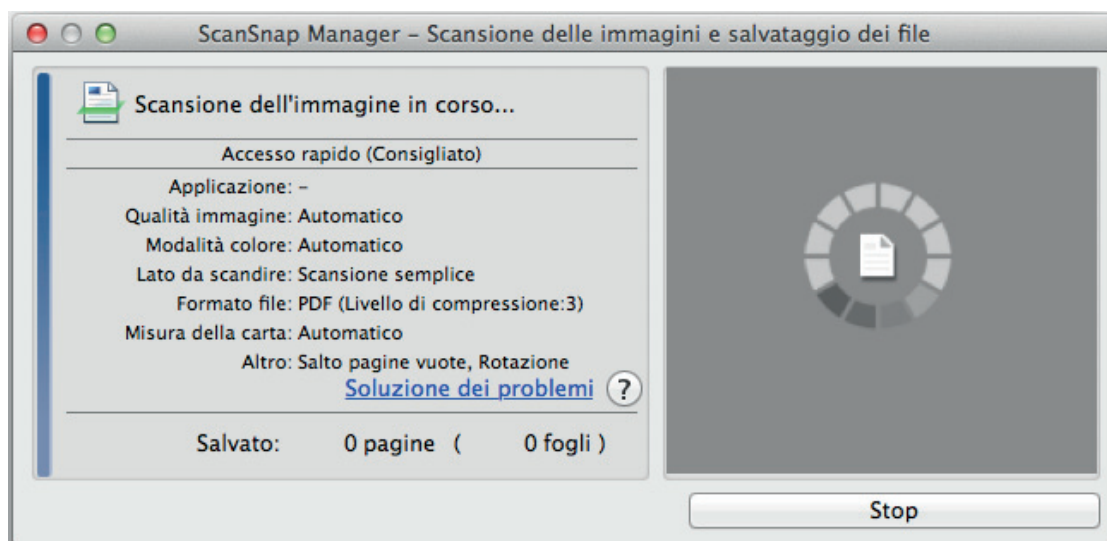 ScanSnap Manager – Scansione delle immagini e salvataggio dei file
Scansione dell'immagine in corso...
Accesso rapido (Consigliato)
Applicazione: –
Qualità immagine: Automatico
Modalità colore: Automatico
Lato da scandire: Scansione semplice
Formato file: PDF (Livello di compressione:3)
Misura della carta: Automatico
Altro: Salto pagine vuote, Rotazione
Soluzione dei problemi ?
Salvato: 0 pagine ( 0 fogli )
Stop